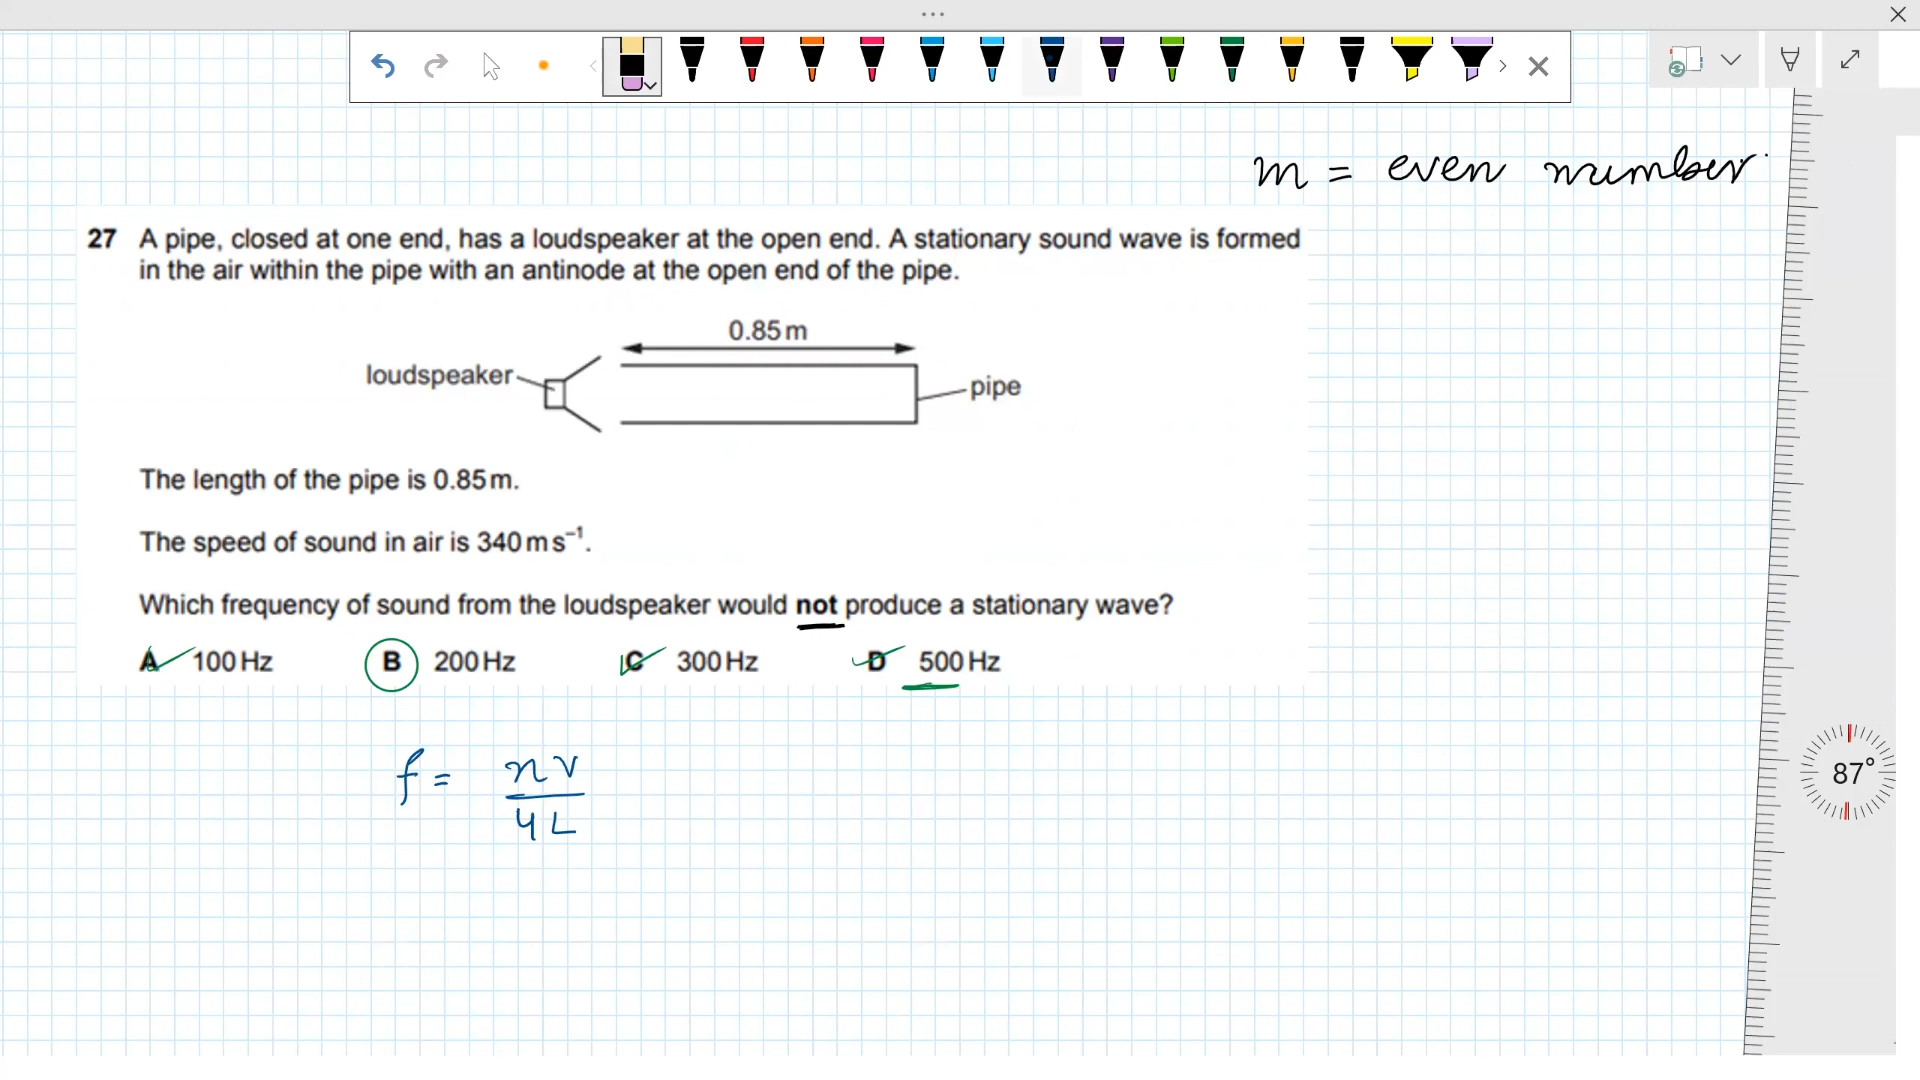 m = even number
27 A pipe, closed at one end, has a loudspeaker at the open end. A stationary sound wave is formed
in the air within the pipe with an antinode at the open end of the pipe.
0.85 m
loudspeaker
pipe
The length of the pipe is 0.85 m.
The speed of sound in air is 340 m s⁻¹.
Which frequency of sound from the loudspeaker would not produce a stationary wave?
A 100 Hz B 200 Hz C 300 Hz D 500 Hz
f = nv
4L
87°